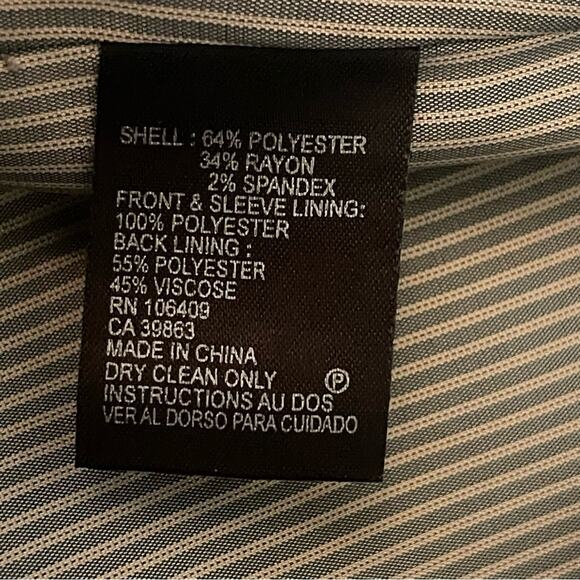 SHELL : 64% POLYESTER
34% RAYON
2% SPANDEX
FRONT & SLEEVE LINING:
100% POLYESTER
BACK LINING :
55% POLYESTER
45% VISCOSE
RN 106409
CA 39863
MADE IN CHINA
DRY CLEAN ONLY Ⓟ
INSTRUCTIONS AU DOS
VER AL DORSO PARA CUIDADO